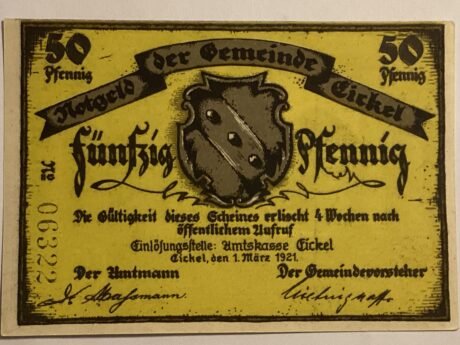 50 Pfennig
50 Pfennig
Notgeld der Gemeinde Eickel
fünfzig Pfennig
No 06322
Die Gültigkeit dieses Scheines erlischt 4 Wochen nach
öffentlichem Aufruf
Einlösungsstelle: Amtskasse Eickel
Eickel, den 1. März 1921.
Der Amtmann
Der Gemeindevorsteher